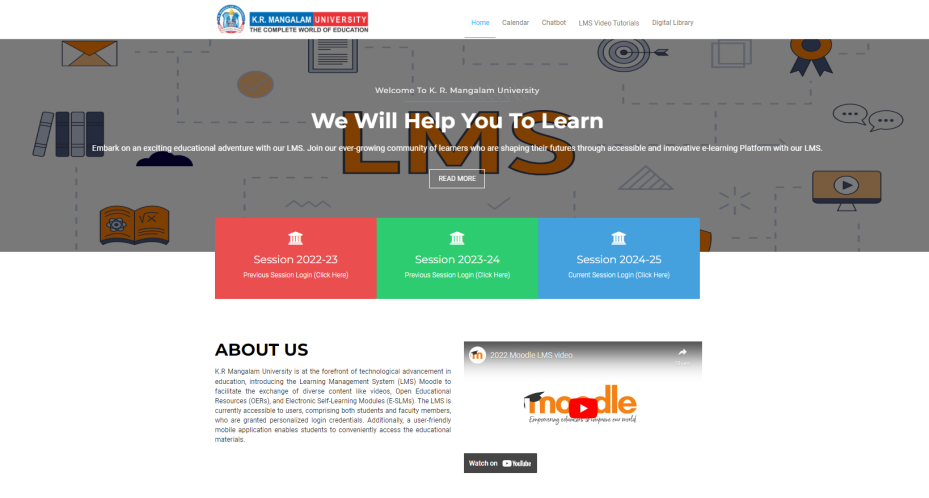 K.R. MANGALAM UNIVERSITY
THE COMPLETE WORLD OF EDUCATION
Home Calendar Chatbot LMS Video Tutorials Digital Library
Welcome To K. R. Mangalam University
LMS
We Will Help You To Learn
Embark on an exciting educational adventure with our LMS. Join our ever-growing community of learners who are shaping their futures through accessible and innovative e-learning Platform with our LMS.
READ MORE
Session 2022-23
Previous Session Login (Click Here)
Session 2023-24
Previous Session Login (Click Here)
Session 2024-25
Current Session Login (Click Here)
ABOUT US
K.R Mangalam University is at the forefront of technological advancement in
education, introducing the Learning Management System (LMS) Moodle to
facilitate the exchange of diverse content like videos, Open Educational
Resources (OERs), and Electronic Self-Learning Modules (E-SLMs). The LMS is
currently accessible to users, comprising both students and faculty members,
who are granted personalized login credentials. Additionally, a user-friendly
mobile application enables students to conveniently access the educational
materials.
2022 Moodle LMS video
moodle
Empowering educators to improve our world
Watch on YouTube